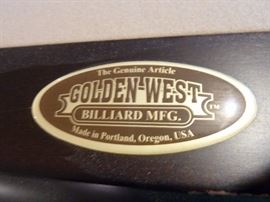 The Genuine Article
GOLDEN-WEST
TM
BILLIARD MFG.
Made in Portland, Oregon, USA